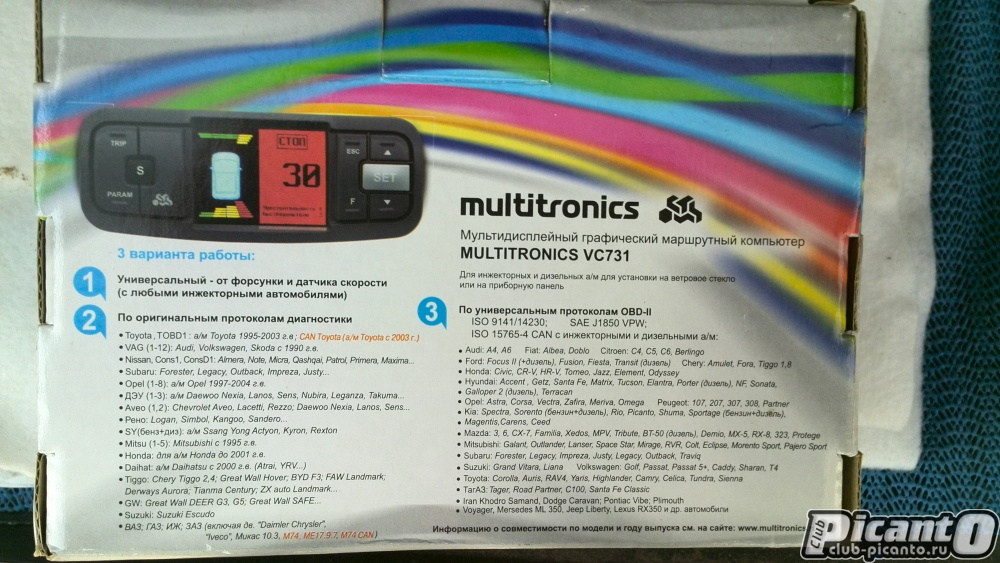 TRIP
S
PARAM
СТОП
30
ESC
SET
F
multitronics
Мультидисплейный графический маршрутный компьютер
MULTITRONICS VC731
Для инжекторных и дизельных а/м для установки на ветровое стекло
или на приборную панель
3 варианта работы:
1
Универсальный - от форсунки и датчика скорости
(с любыми инжекторными автомобилями)
2
По оригинальным протоколам диагностики
• Toyota ,TOBD1 : а/м Toyota 1995-2003 г.в ; CAN Toyota (а/м Toyota с 2003 г.)
• VAG (1-12): Audi, Volkswagen, Skoda с 1990 г.в.
• Nissan, Cons1, ConsD1: Almera, Note, Micra, Qashqai, Patrol, Primera, Maxima...
• Subaru: Forester, Legacy, Outback, Impreza, Justy...
• Opel (1-8): а/м Opel 1997-2004 г.в.
• ДЭУ (1-3): а/м Daewoo Nexia, Lanos, Sens, Nubira, Leganza, Takuma...
• Aveo (1,2): Chevrolet Aveo, Lacetti, Rezzo; Daewoo Nexia, Lanos, Sens...
• Рено: Logan, Simbol, Kangoo, Sandero...
• SY(бенз+диз): а/м Ssang Yong Actyon, Kyron, Rexton
• Mitsu (1-5): Mitsubishi с 1995 г.в.
• Honda: для а/м Honda до 2001 г.в.
• Daihat: а/м Daihatsu с 2000 г.в. (Atrai, YRV...)
• Tiggo: Chery Tiggo 2,4; Great Wall Hover; BYD F3; FAW Landmark;
Derways Aurora; Tianma Century; ZX auto Landmark...
• GW: Great Wall DEER G3, G5; Great Wall SAFE...
• Suzuki: Suzuki Escudo
• ВАЗ; ГАЗ; ИЖ; ЗАЗ (включая дв. "Daimler Chrysler",
"Iveco", Микас 10.3, M74, ME17.9.7, M74 CAN)
3
По универсальным протоколам OBD-II
ISO 9141/14230; SAE J1850 VPW;
ISO 15765-4 CAN с инжекторными и дизельными а/м:
• Audi: A4, A6 Fiat: Albea, Doblo Citroen: C4, C5, C6, Berlingo
• Ford: Focus II (+дизель), Fusion, Fiesta, Transit (дизель) Chery: Amulet, Fora, Tiggo 1,8
• Honda: Civic, CR-V, HR-V, Torneo, Jazz, Element, Odyssey
• Hyundai: Accent , Getz, Santa Fe, Matrix, Tucson, Elantra, Porter (дизель), NF, Sonata,
Galloper 2 (дизель), Terracan
• Opel: Astra, Corsa, Vectra, Zafira, Meriva, Omega Peugeot: 107, 207, 307, 308, Partner
• Kia: Spectra, Sorento (бензин+дизель), Rio, Picanto, Shuma, Sportage (бензин+дизель),
Magentis, Carens, Ceed
• Mazda: 3, 6, CX-7, Familia, Xedos, MPV, Tribute, BT-50 (дизель), Demio, MX-5, RX-8, 323, Protege
• Mitsubishi: Galant, Outlander, Lanser, Space Star, Mirage, RVR, Colt, Eclipse, Morento Sport, Pajero Sport
• Subaru: Forester, Legacy, Impreza, Justy, Legacy, Outback, Traviq
• Suzuki: Grand Vitara, Liana Volkswagen: Golf, Passat, Passat 5+, Caddy, Sharan, T4
• Toyota: Corolla, Auris, RAV4, Yaris, Highlander, Camry, Celica, Tundra, Sienna
• ТагАЗ: Tager, Road Partner, C100, Santa Fe Classic
• Iran Khodro Samand, Dodge Caravan; Pontiac Vibe; Plimouth
• Voyager, Mersedes ML 350, Jeep Liberty, Lexus RX350 и др. автомобили
Информацию о совместимости по модели и году выпуска см. на сайте: www.multitronics
club PicantO
club-picanto.ru